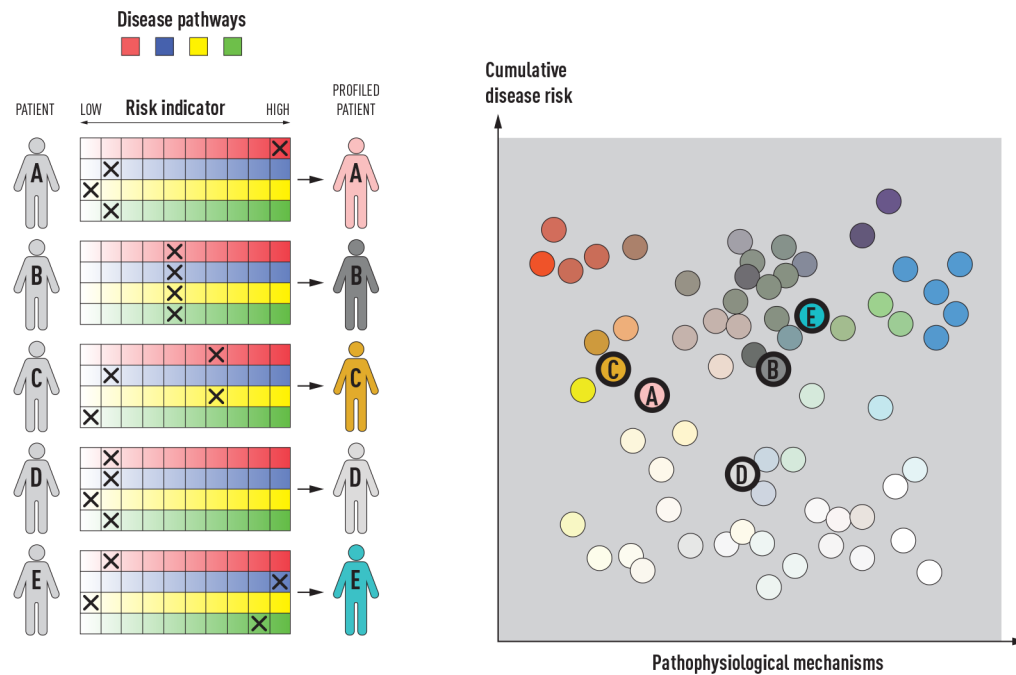 Disease pathways
PATIENT
LOW
Risk indicator
HIGH
PROFILED
PATIENT
A
A
B
B
C
C
D
D
E
E
Cumulative
disease risk
E
C
B
A
D
Pathophysiological mechanisms